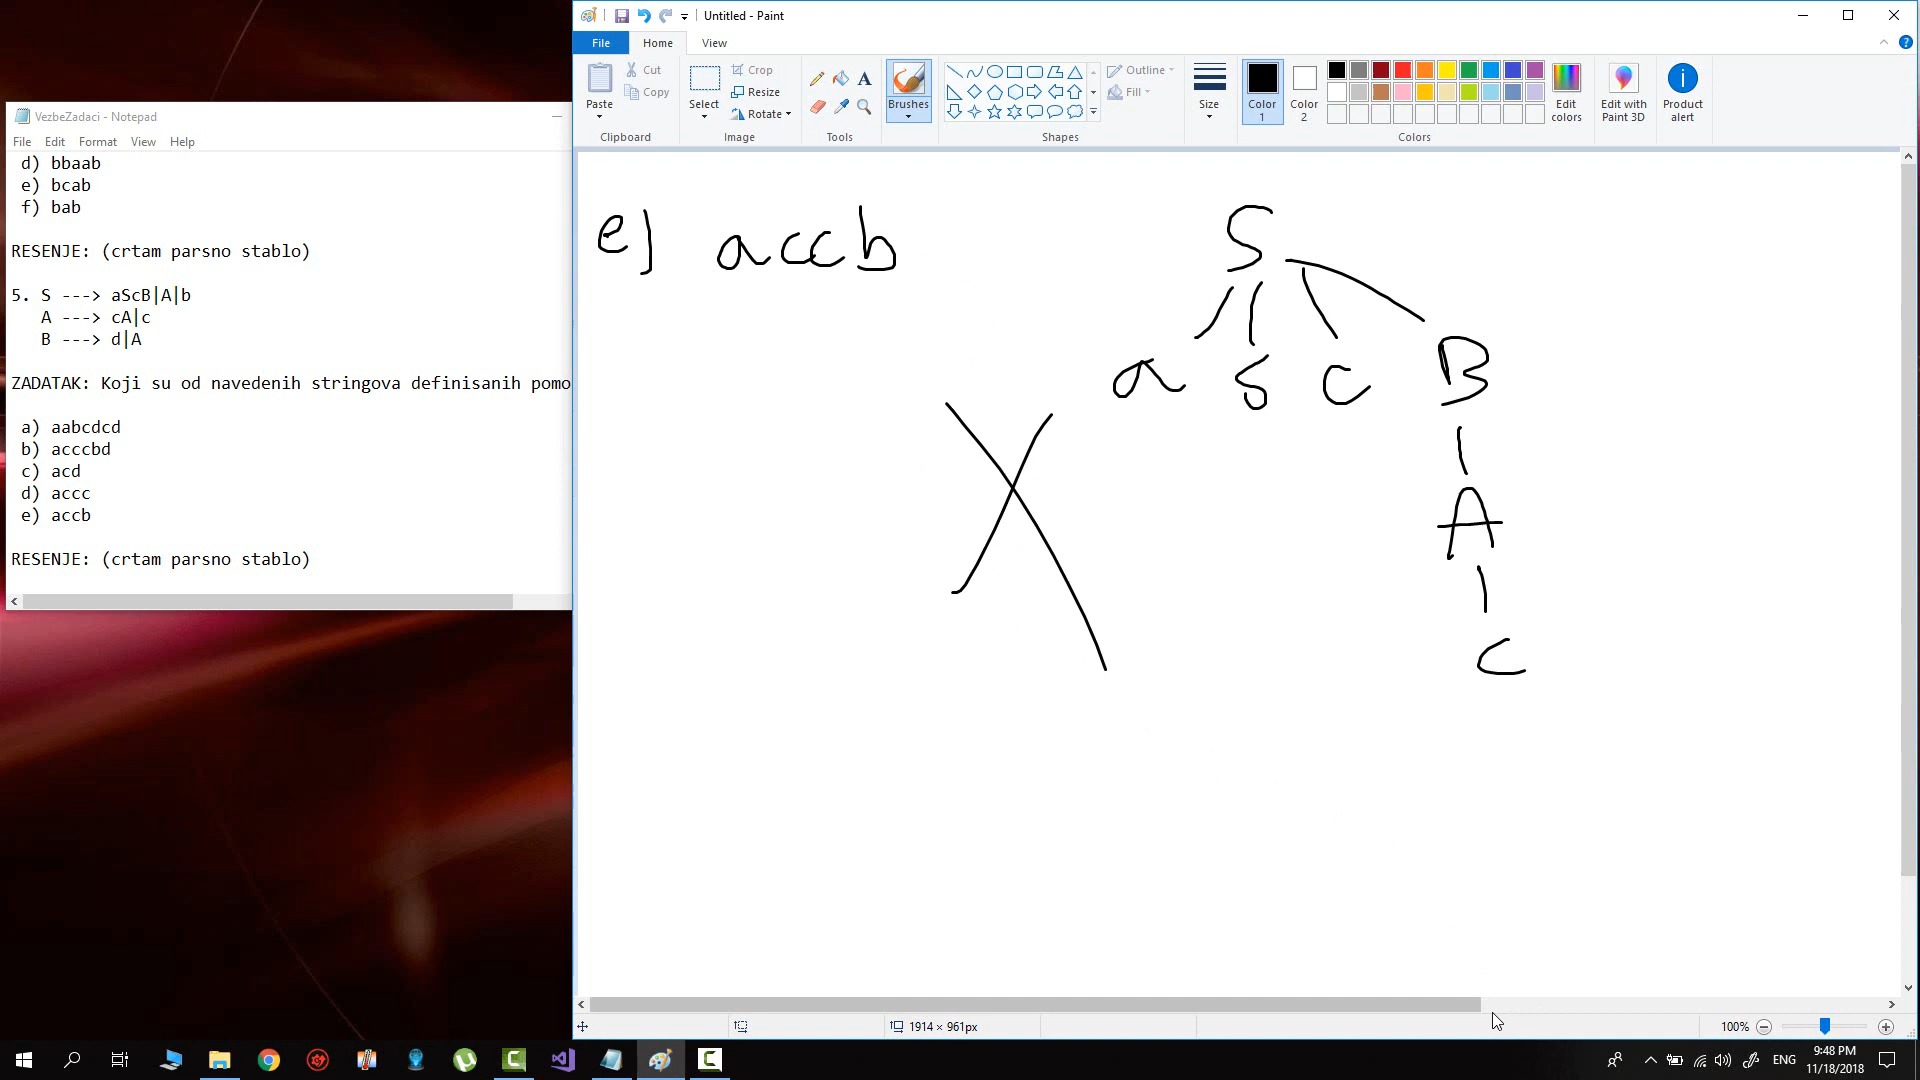 Untitled - Paint
File Home View
Paste
Cut
Copy
Clipboard
Select
Crop
Resize
Rotate
Image
Tools
Brushes
Shapes
Outline
Fill
Size
Color 1
Color 2
Colors
Edit colors
Edit with Paint 3D
Product alert
VezbeZadaci - Notepad
File Edit Format View Help
d) bbaab
e) bcab
f) bab
RESENJE: (crtam parsno stablo)
5. S ---> aScB|A|b
A ---> cA|c
B ---> d|A
ZADATAK: Koji su od navedenih stringova definisanih pomo
a) aabcdcd
b) acccbd
c) acd
d) accc
e) accb
RESENJE: (crtam parsno stablo)
e) accb
S
a S c B
A
c
1914 × 961px
100%
ENG
9:48 PM
11/18/2018